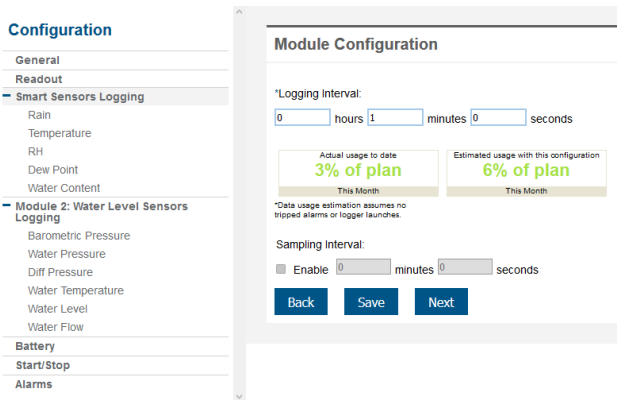 Configuration
General
Readout
Smart Sensors Logging
Rain
Temperature
RH
Dew Point
Water Content
Module 2: Water Level Sensors
Logging
Barometric Pressure
Water Pressure
Diff Pressure
Water Temperature
Water Level
Water Flow
Battery
Start/Stop
Alarms
Module Configuration
*Logging Interval:
0 hours 1 minutes 0 seconds
Actual usage to date
3% of plan
This Month
Estimated usage with this configuration
6% of plan
This Month
*Data usage estimation assumes no
tripped alarms or logger launches.
Sampling Interval:
Enable 0 minutes 0 seconds
Back Save Next